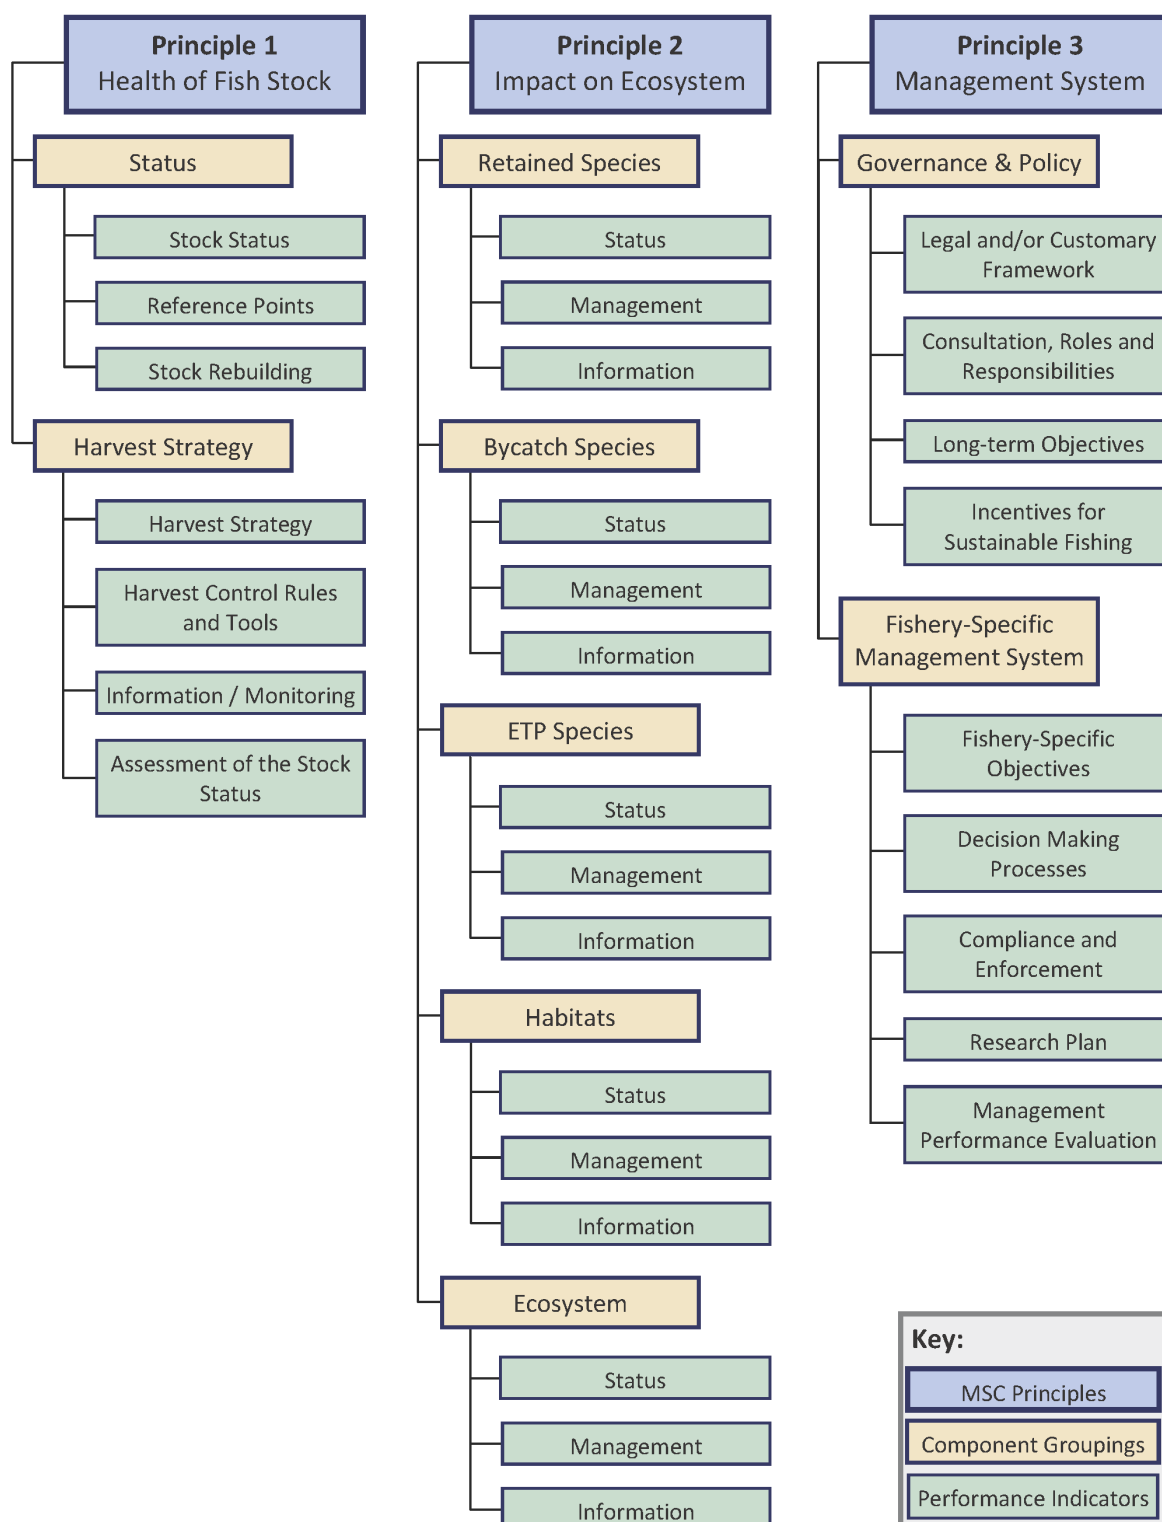 Principle 1
Health of Fish Stock
Status
Stock Status
Reference Points
Stock Rebuilding
Harvest Strategy
Harvest Strategy
Harvest Control Rules
and Tools
Information / Monitoring
Assessment of the Stock
Status
Principle 2
Impact on Ecosystem
Retained Species
Status
Management
Information
Bycatch Species
Status
Management
Information
ETP Species
Status
Management
Information
Habitats
Status
Management
Information
Ecosystem
Status
Management
Information
Principle 3
Management System
Governance & Policy
Legal and/or Customary
Framework
Consultation, Roles and
Responsibilities
Long-term Objectives
Incentives for
Sustainable Fishing
Fishery-Specific
Management System
Fishery-Specific
Objectives
Decision Making
Processes
Compliance and
Enforcement
Research Plan
Management
Performance Evaluation
Key:
MSC Principles
Component Groupings
Performance Indicators